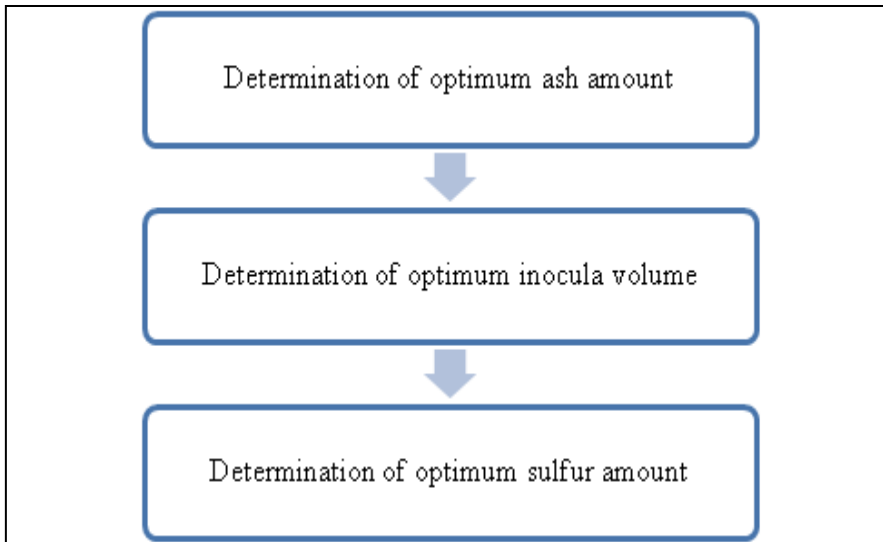 Determination of optimum ash amount
Determination of optimum inocula volume
Determination of optimum sulfur amount